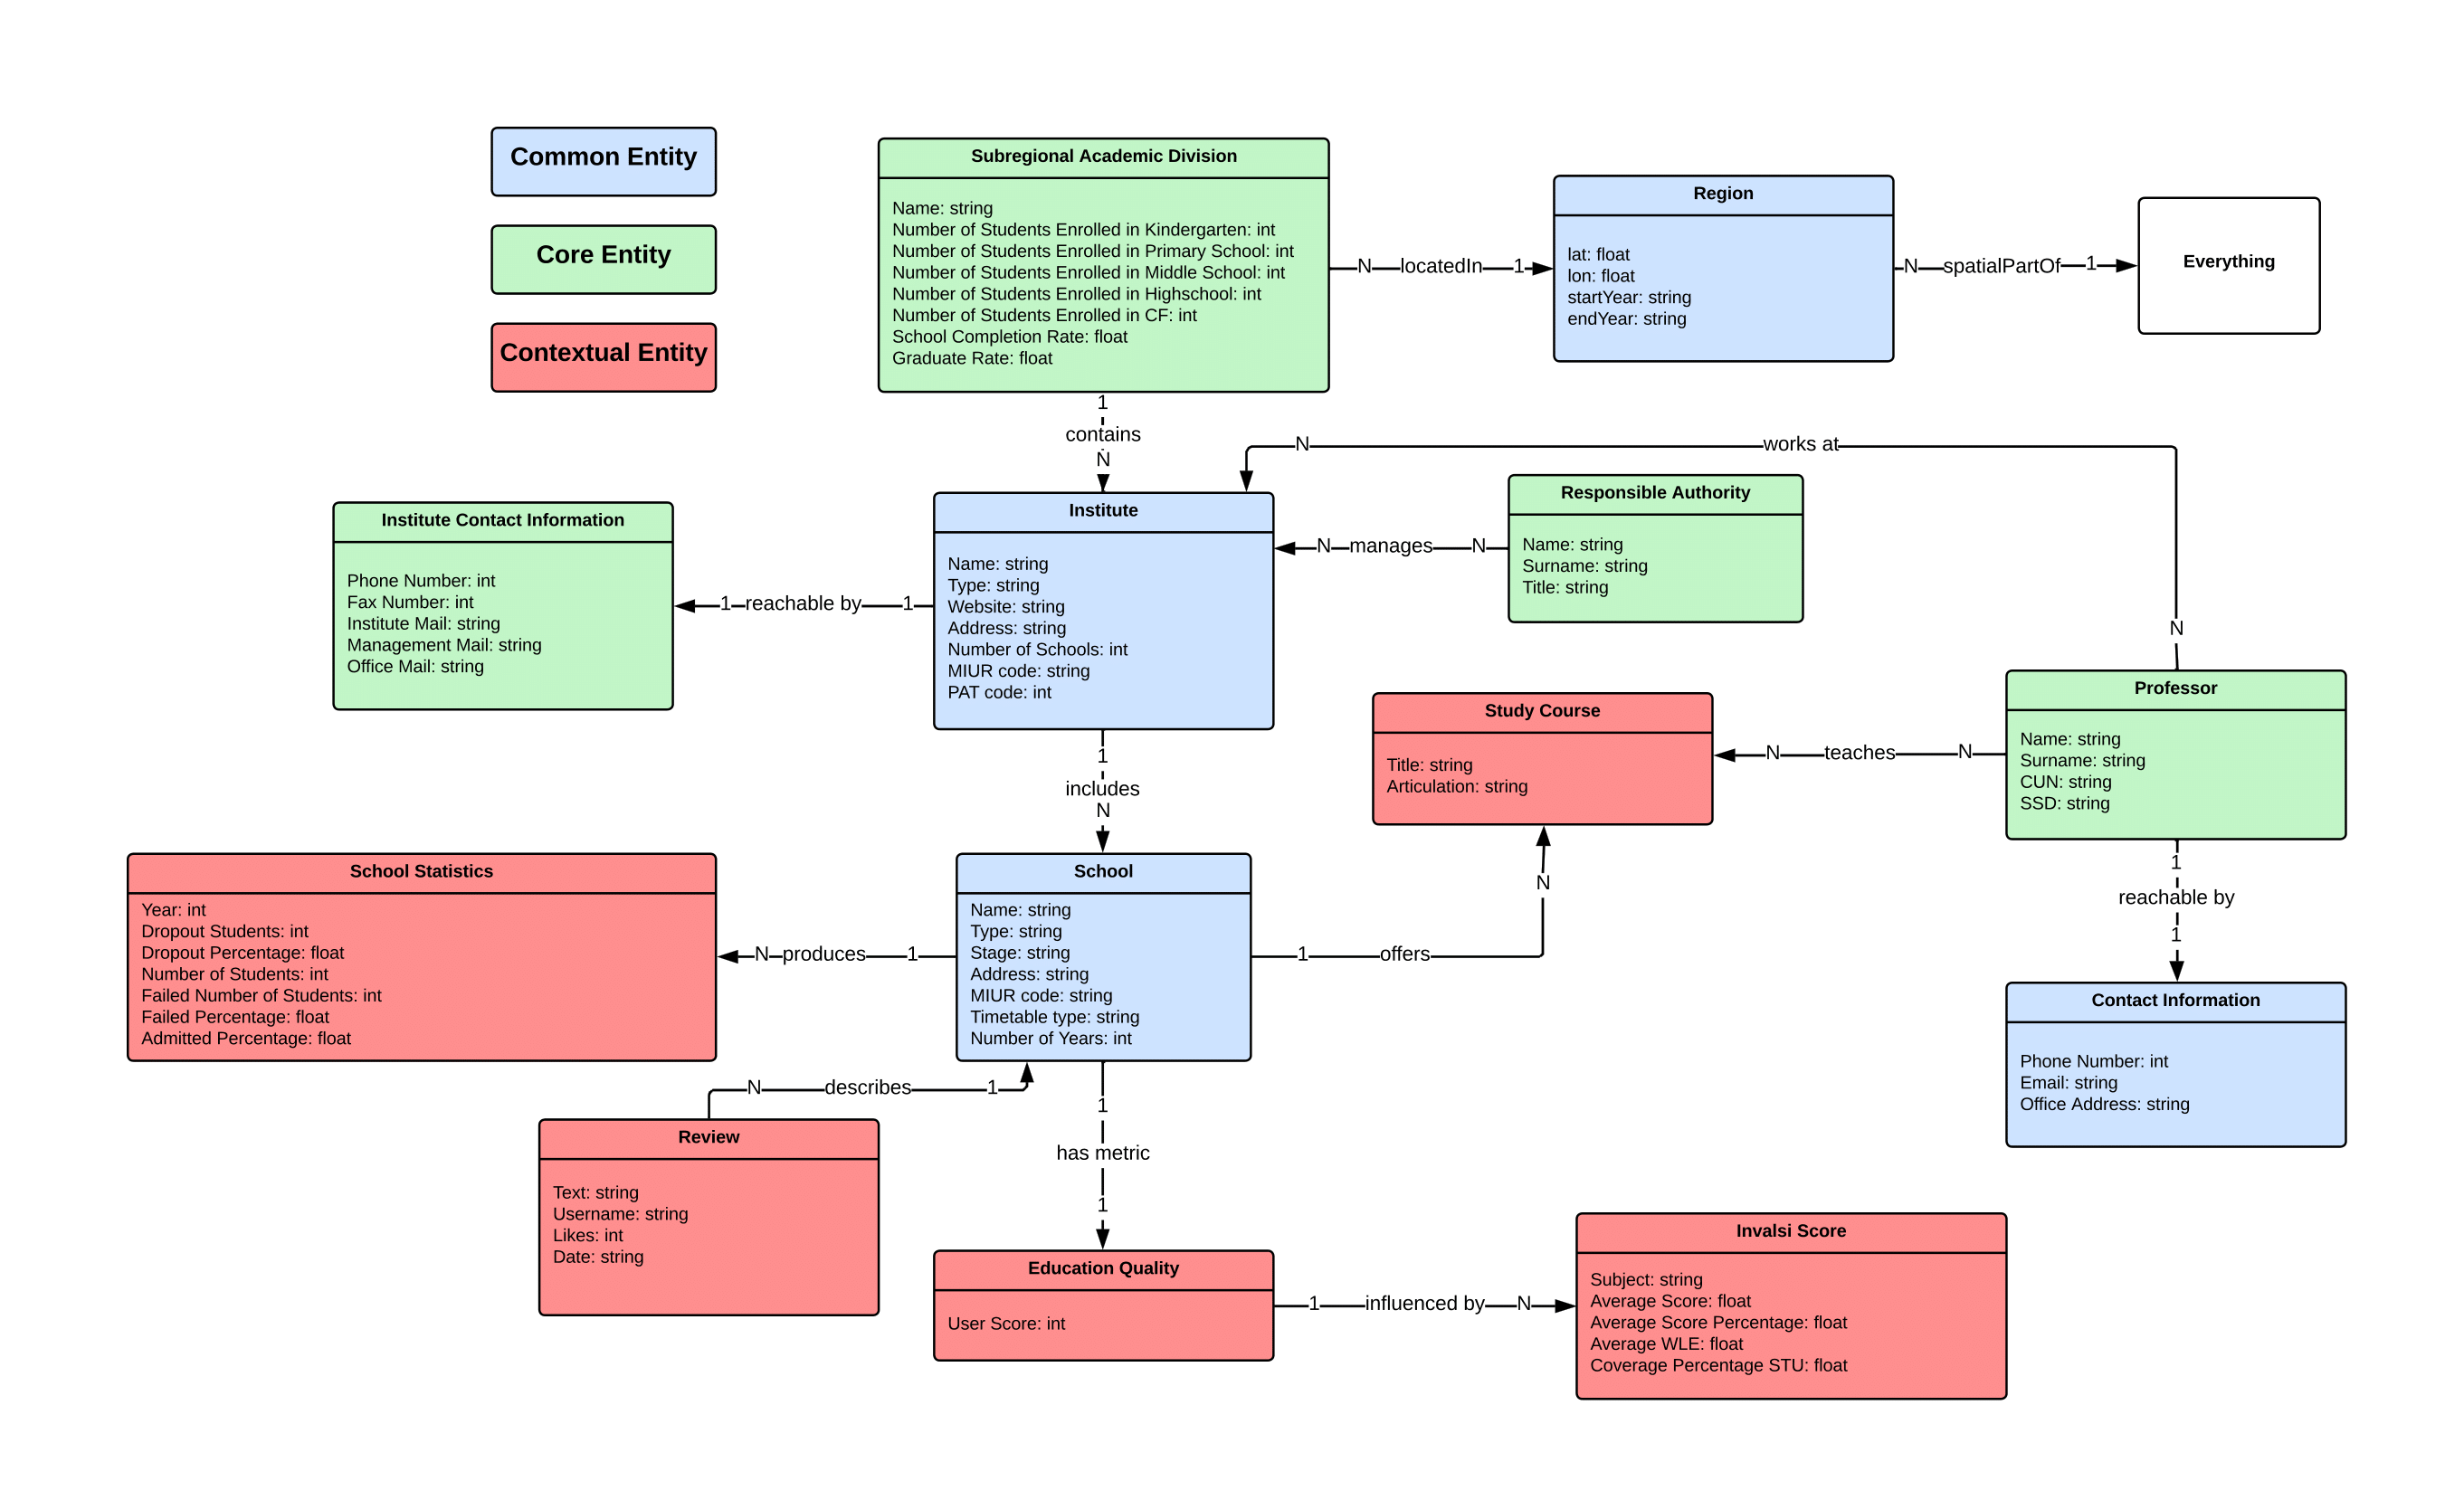 Common Entity
Core Entity
Contextual Entity
Subregional Academic Division
Name: string
Number of Students Enrolled in Kindergarten: int
Number of Students Enrolled in Primary School: int
Number of Students Enrolled in Middle School: int
Number of Students Enrolled in Highschool: int
Number of Students Enrolled in CF: int
School Completion Rate: float
Graduate Rate: float
N locatedIn 1
Region
lat: float
lon: float
startYear: string
endYear: string
N spatialPartOf 1
Everything
1
contains
N
N works at
N
Institute Contact Information
Phone Number: int
Fax Number: int
Institute Mail: string
Management Mail: string
Office Mail: string
1 reachable by 1
Institute
Name: string
Type: string
Website: string
Address: string
Number of Schools: int
MIUR code: string
PAT code: int
N manages N
Responsible Authority
Name: string
Surname: string
Title: string
Study Course
Title: string
Articulation: string
N teaches N
Professor
Name: string
Surname: string
CUN: string
SSD: string
1
includes
N
School Statistics
Year: int
Dropout Students: int
Dropout Percentage: float
Number of Students: int
Failed Number of Students: int
Failed Percentage: float
Admitted Percentage: float
N produces 1
School
Name: string
Type: string
Stage: string
Address: string
MIUR code: string
Timetable type: string
Number of Years: int
1 offers
N
1
reachable by
1
Contact Information
Phone Number: int
Email: string
Office Address: string
N describes 1
Review
Text: string
Username: string
Likes: int
Date: string
1
has metric
1
Education Quality
User Score: int
1 influenced by N
Invalsi Score
Subject: string
Average Score: float
Average Score Percentage: float
Average WLE: float
Coverage Percentage STU: float